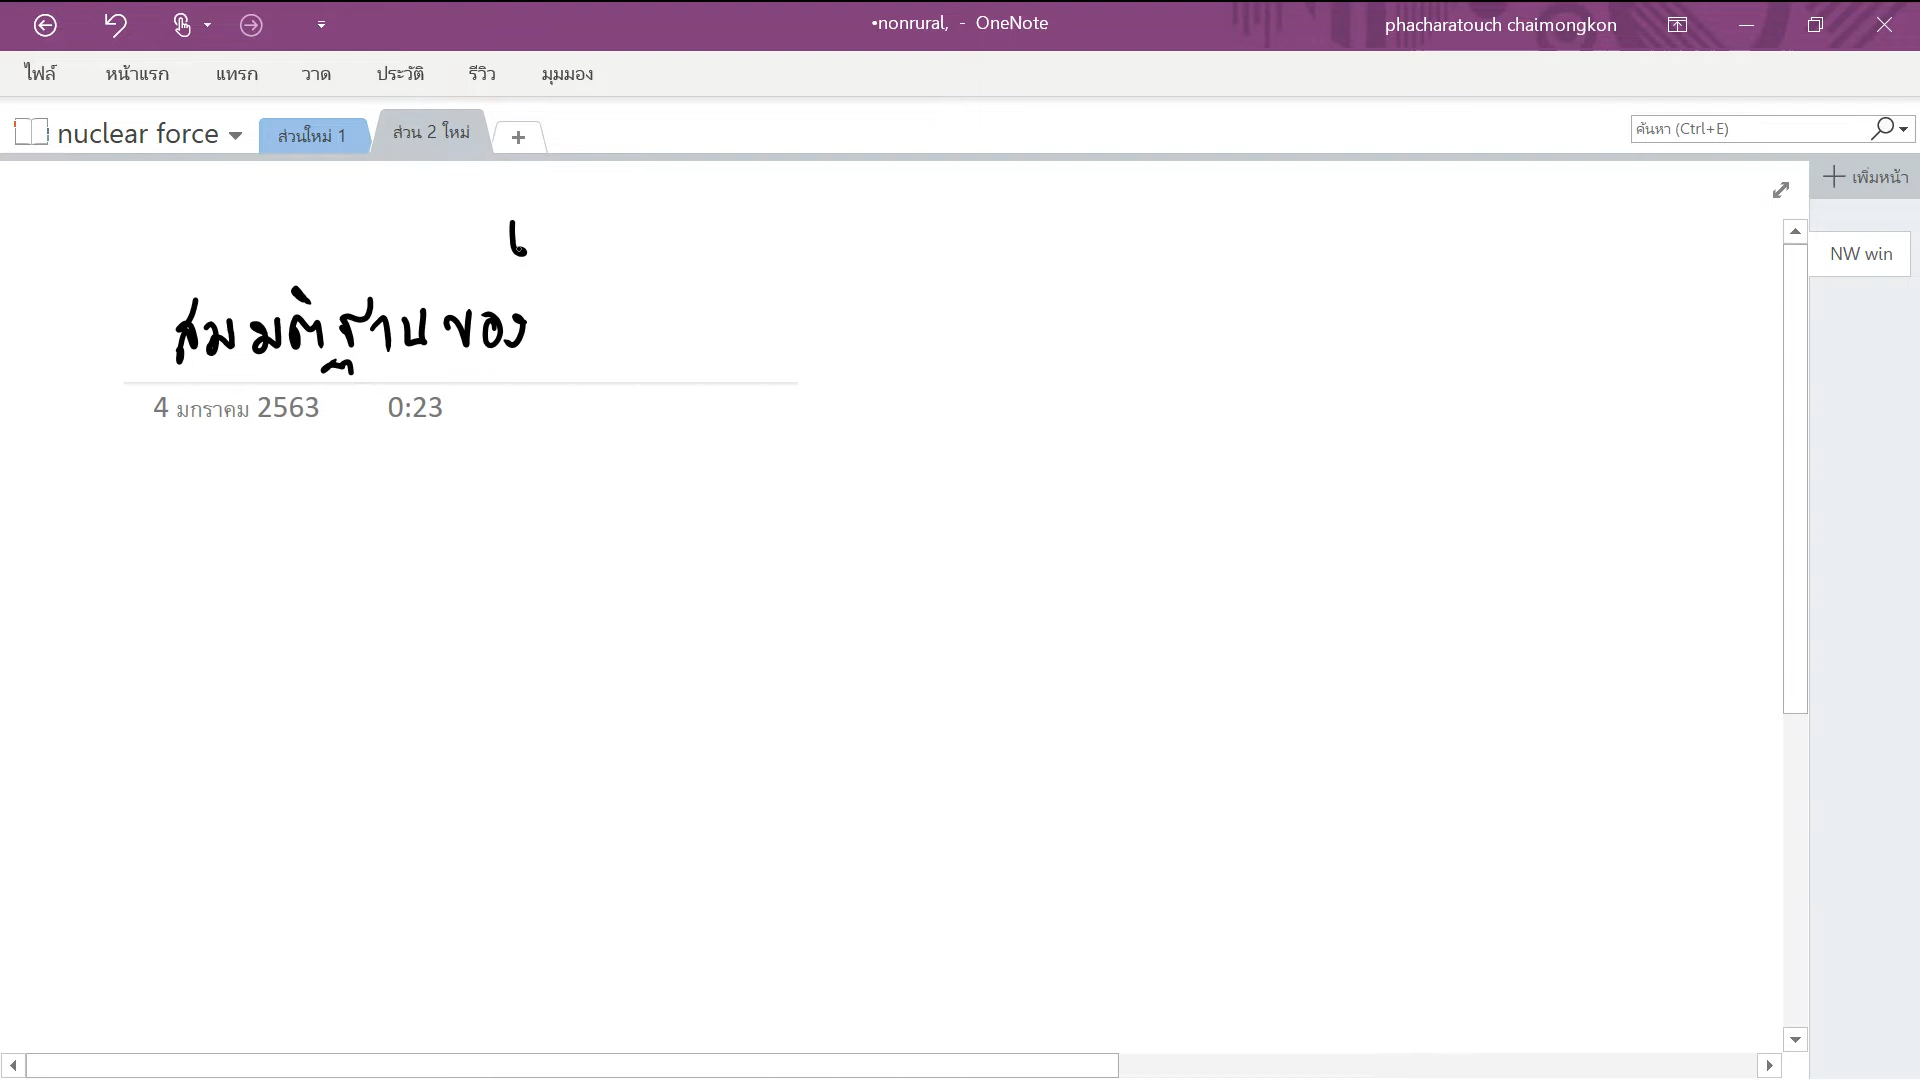 •nonrural, - OneNote
phacharatouch chaimongkon
ไฟล์ หน้าแรก แทรก วาด ประวัติ รีวิว มุมมอง
nuclear force
ส่วนใหม่ 1
ส่วน 2 ใหม่
+
ค้นหา (Ctrl+E)
เพิ่มหน้า
NW win
เ
สมมติฐานของ
4 มกราคม 2563 0:23